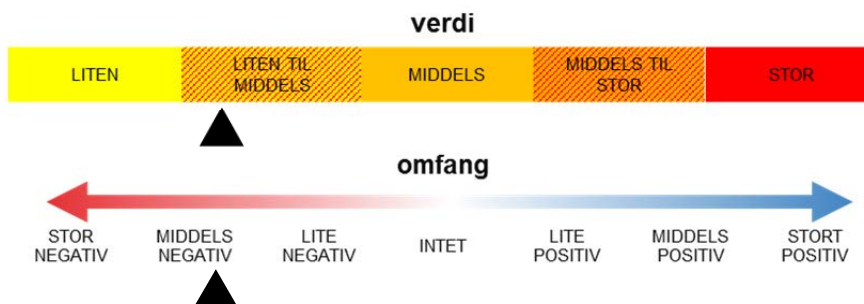 verdi
LITEN
LITEN TIL
MIDDELS
MIDDELS
MIDDELS TIL
STOR
STOR
omfang
STOR
NEGATIV
MIDDELS
NEGATIV
LITE
NEGATIV
INTET
LITE
POSITIV
MIDDELS
POSITIV
STORT
POSITIV